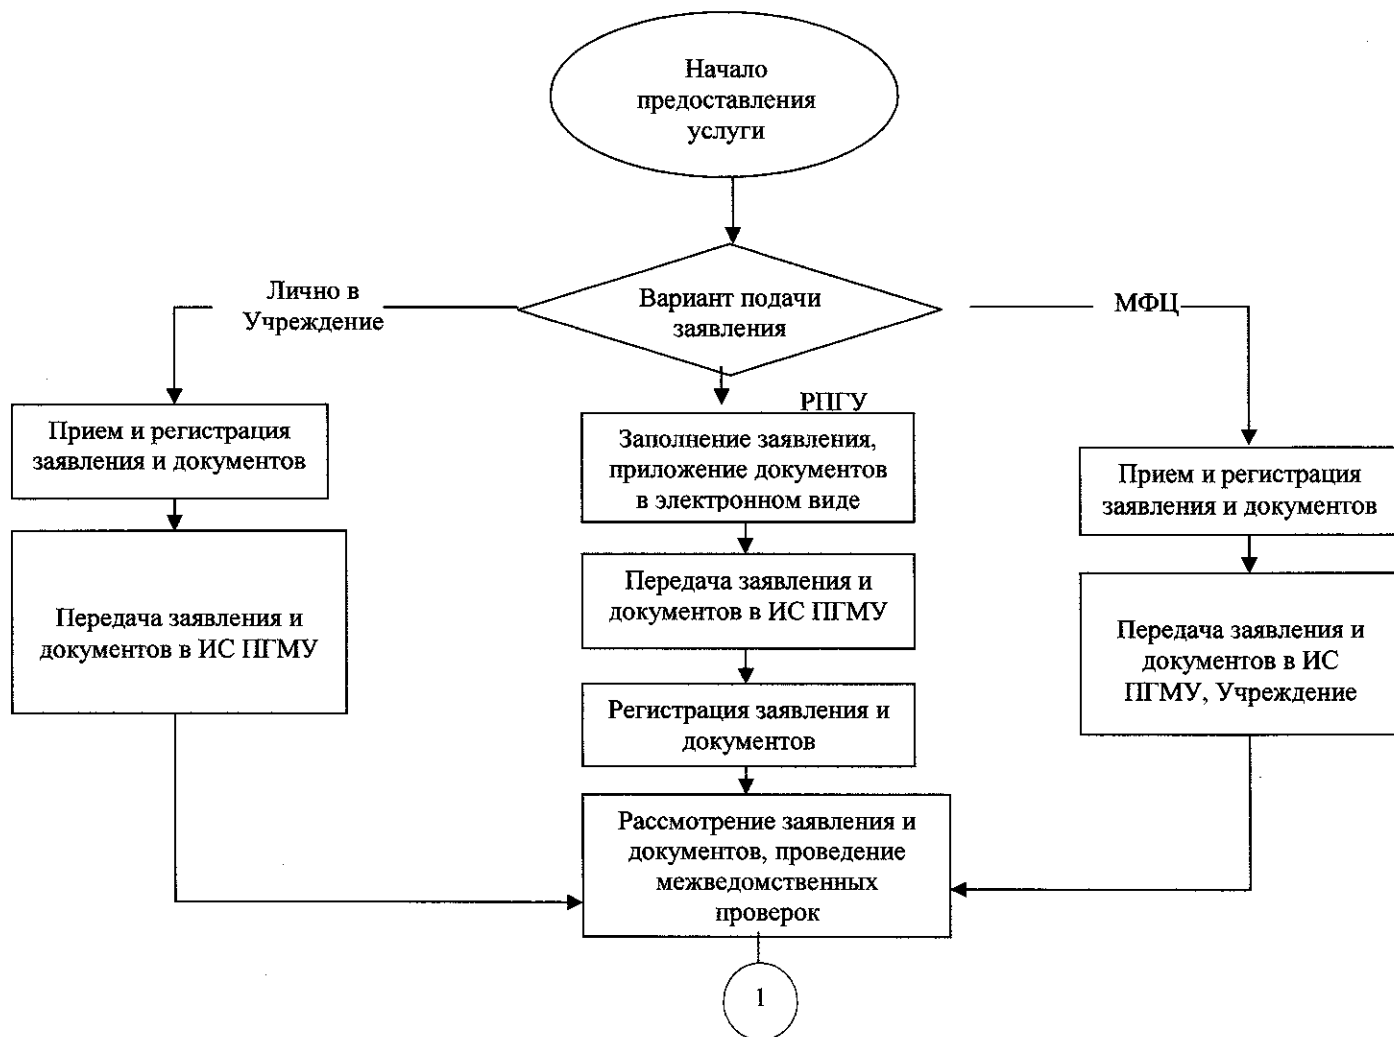 Начало
предоставления
услуги
Вариант подачи
заявления
Лично в
Учреждение
МФЦ
РПГУ
Прием и регистрация
заявления и документов
Передача заявления и
документов в ИС ПГМУ
Заполнение заявления,
приложение документов
в электронном виде
Передача заявления и
документов в ИС ПГМУ
Регистрация заявления и
документов
Прием и регистрация
заявления и документов
Передача заявления и
документов в ИС
ПГМУ, Учреждение
Рассмотрение заявления и
документов, проведение
межведомственных
проверок
1